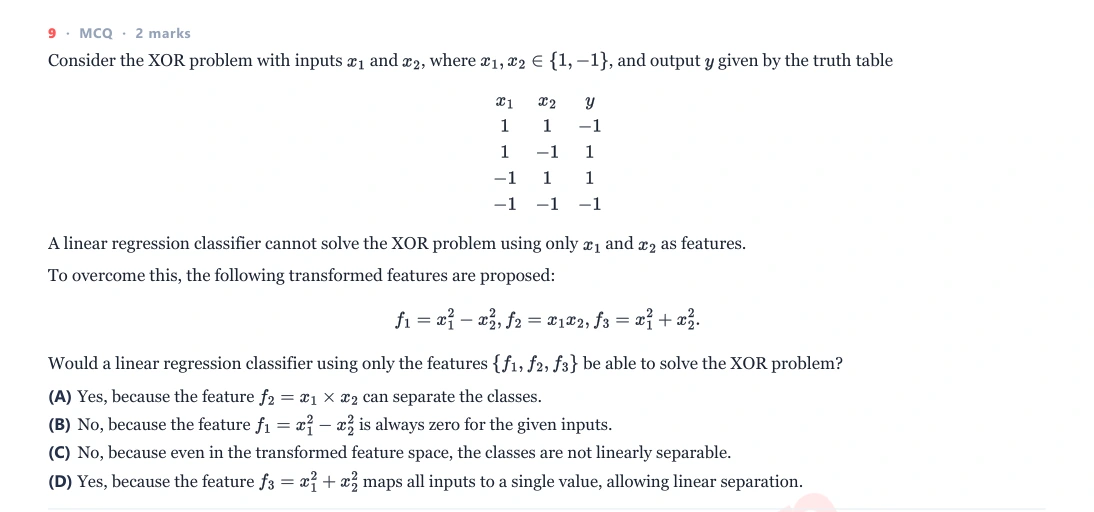 9 · MCQ · 2 marks
Consider the XOR problem with inputs x₁ and x₂, where x₁, x₂ ∈ {1, −1}, and output y given by the truth table
x₁ x₂ y
1 1 −1
1 −1 1
−1 1 1
−1 −1 −1
A linear regression classifier cannot solve the XOR problem using only x₁ and x₂ as features.
To overcome this, the following transformed features are proposed:
f₁ = x₁² − x₂², f₂ = x₁x₂, f₃ = x₁² + x₂².
Would a linear regression classifier using only the features {f₁, f₂, f₃} be able to solve the XOR problem?
(A) Yes, because the feature f₂ = x₁ × x₂ can separate the classes.
(B) No, because the feature f₁ = x₁² − x₂² is always zero for the given inputs.
(C) No, because even in the transformed feature space, the classes are not linearly separable.
(D) Yes, because the feature f₃ = x₁² + x₂² maps all inputs to a single value, allowing linear separation.